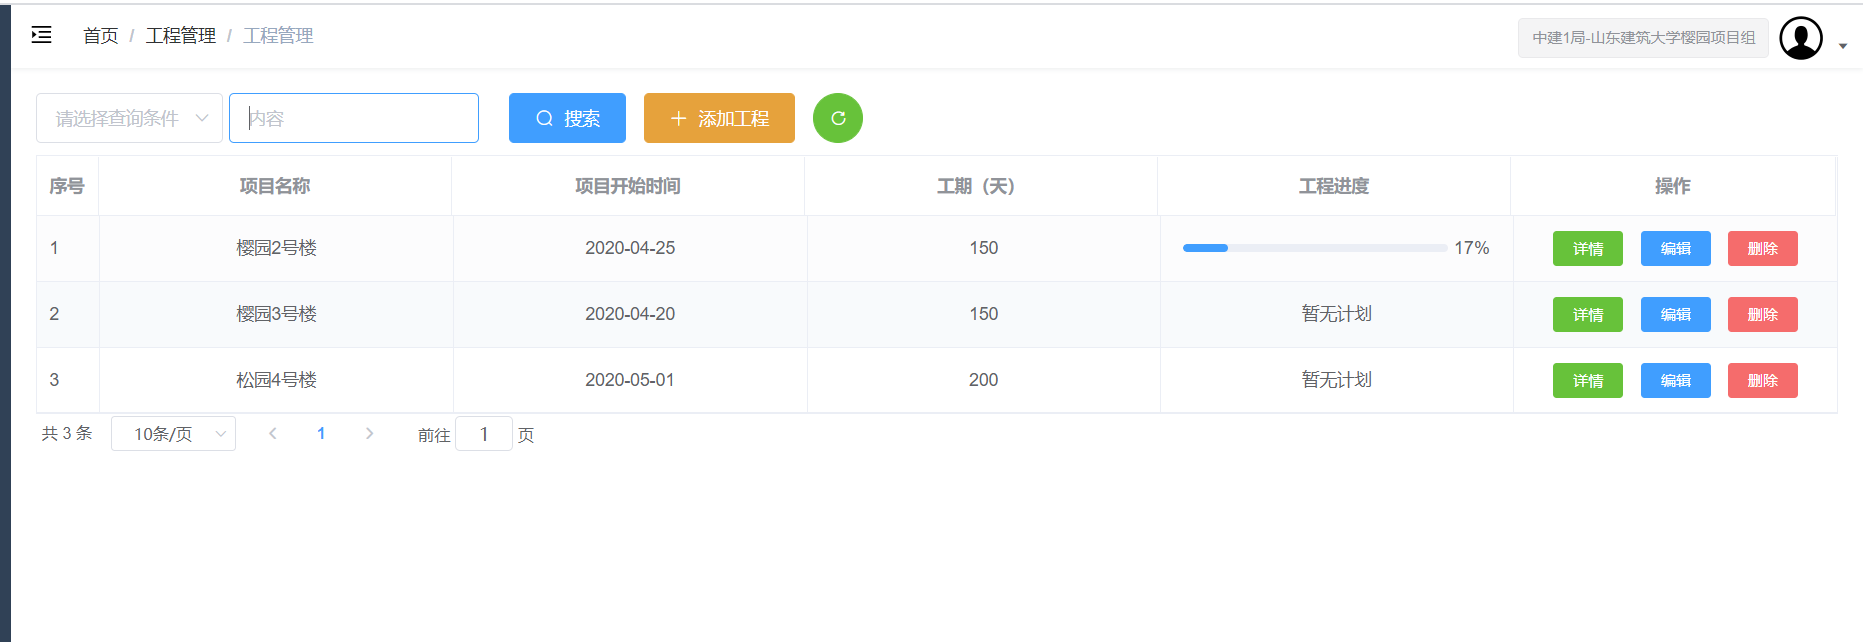 首页 / 工程管理 / 工程管理
中建1局-山东建筑大学樱园项目组
请选择查询条件 内容 搜索 添加工程
序号 项目名称 项目开始时间 工期（天） 工程进度 操作
1 樱园2号楼 2020-04-25 150 17% 详情 编辑 删除
2 樱园3号楼 2020-04-20 150 暂无计划 详情 编辑 删除
3 松园4号楼 2020-05-01 200 暂无计划 详情 编辑 删除
共 3 条 10条/页 1 前往 1 页